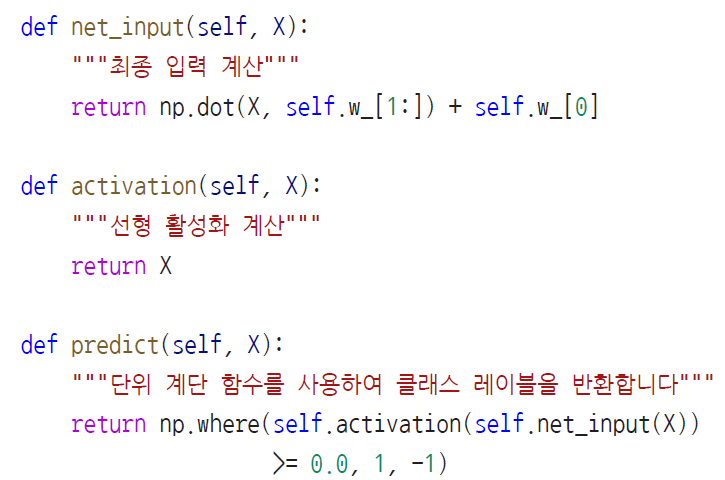 def net_input(self, X):
"""최종 입력 계산"""
return np.dot(X, self.w_[1:]) + self.w_[0]
def activation(self, X):
"""선형 활성화 계산"""
return X
def predict(self, X):
"""단위 계단 함수를 사용하여 클래스 레이블을 반환합니다"""
return np.where(self.activation(self.net_input(X))
>= 0.0, 1, -1)